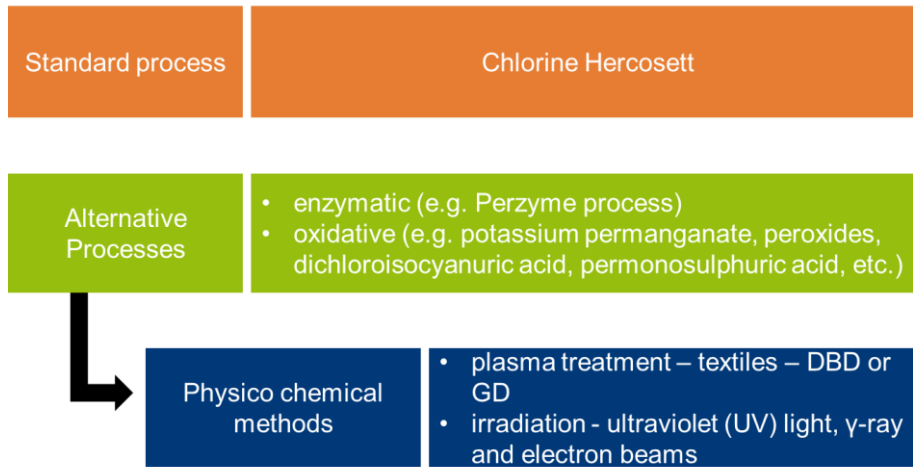 Standard process
Chlorine Hercosett
Alternative
Processes
• enzymatic (e.g. Perzyme process)
• oxidative (e.g. potassium permanganate, peroxides,
dichloroisocyanuric acid, permonosulphuric acid, etc.)
Physico chemical
methods
• plasma treatment – textiles – DBD or
GD
• irradiation - ultraviolet (UV) light, γ-ray
and electron beams